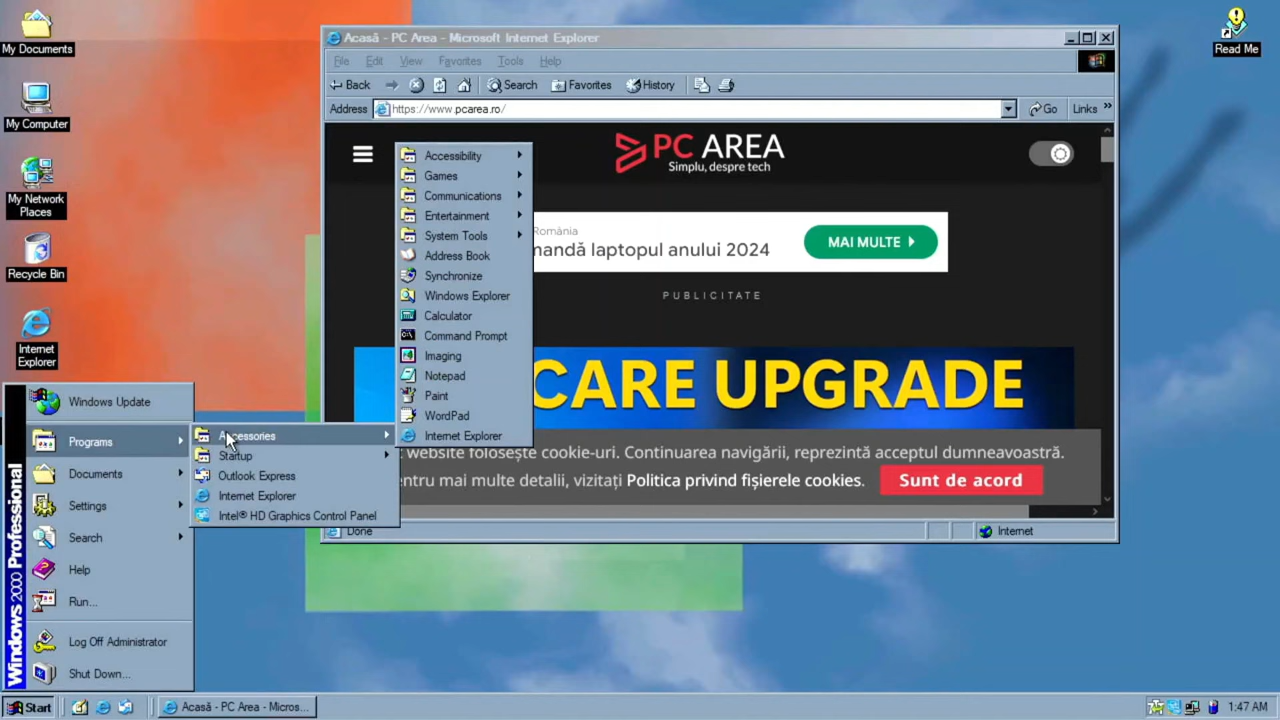 My Documents
My Computer
My Network
Places
Recycle Bin
Internet
Explorer
Read Me
Acasă - PC Area - Microsoft Internet Explorer
File Edit View Favorites Tools Help
Back Search Favorites History
Address https://www.pcarea.ro/ Go Links »
PC AREA
Simplu, despre tech
România
mandă laptopul anului 2024
MAI MULTE
PUBLICITATE
CARE UPGRADE
website folosește cookie-uri. Continuarea navigării, reprezintă acceptul dumneavoastră.
ntru mai multe detalii, vizitați Politica privind fișierele cookies.
Sunt de acord
Done
Internet
Accessibility
Games
Communications
Entertainment
System Tools
Address Book
Synchronize
Windows Explorer
Calculator
Command Prompt
Imaging
Notepad
Paint
WordPad
Internet Explorer
Accessories
Startup
Outlook Express
Internet Explorer
Intel® HD Graphics Control Panel
Windows 2000 Professional
Windows Update
Programs
Documents
Settings
Search
Help
Run...
Log Off Administrator
Shut Down...
Start
Acasă - PC Area - Micros...
1:47 AM